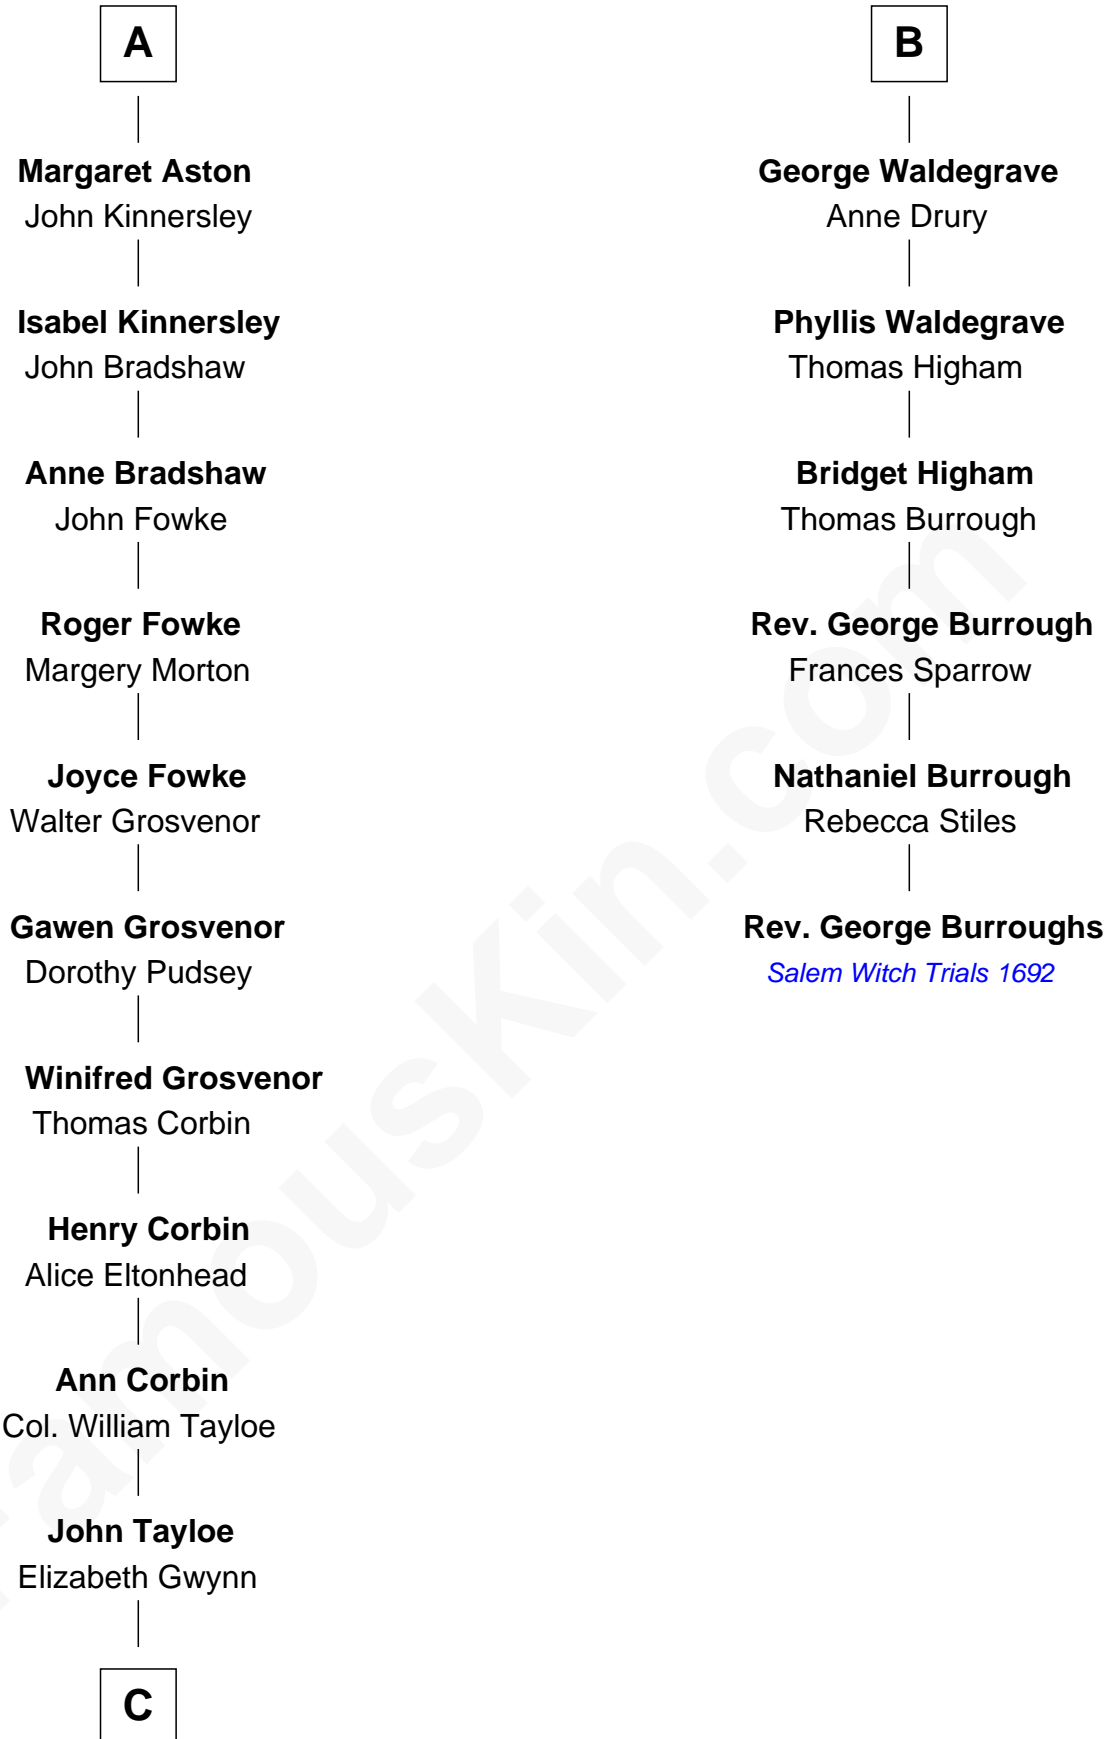 A
Margaret Aston
John Kinnersley
Isabel Kinnersley
John Bradshaw
Anne Bradshaw
John Fowke
Roger Fowke
Margery Morton
Joyce Fowke
Walter Grosvenor
Gawen Grosvenor
Dorothy Pudsey
Winifred Grosvenor
Thomas Corbin
Henry Corbin
Alice Eltonhead
Ann Corbin
Col. William Tayloe
John Tayloe
Elizabeth Gwynn
C
B
George Waldegrave
Anne Drury
Phyllis Waldegrave
Thomas Higham
Bridget Higham
Thomas Burrough
Rev. George Burrough
Frances Sparrow
Nathaniel Burrough
Rebecca Stiles
Rev. George Burroughs
Salem Witch Trials 1692
FamousKin.com